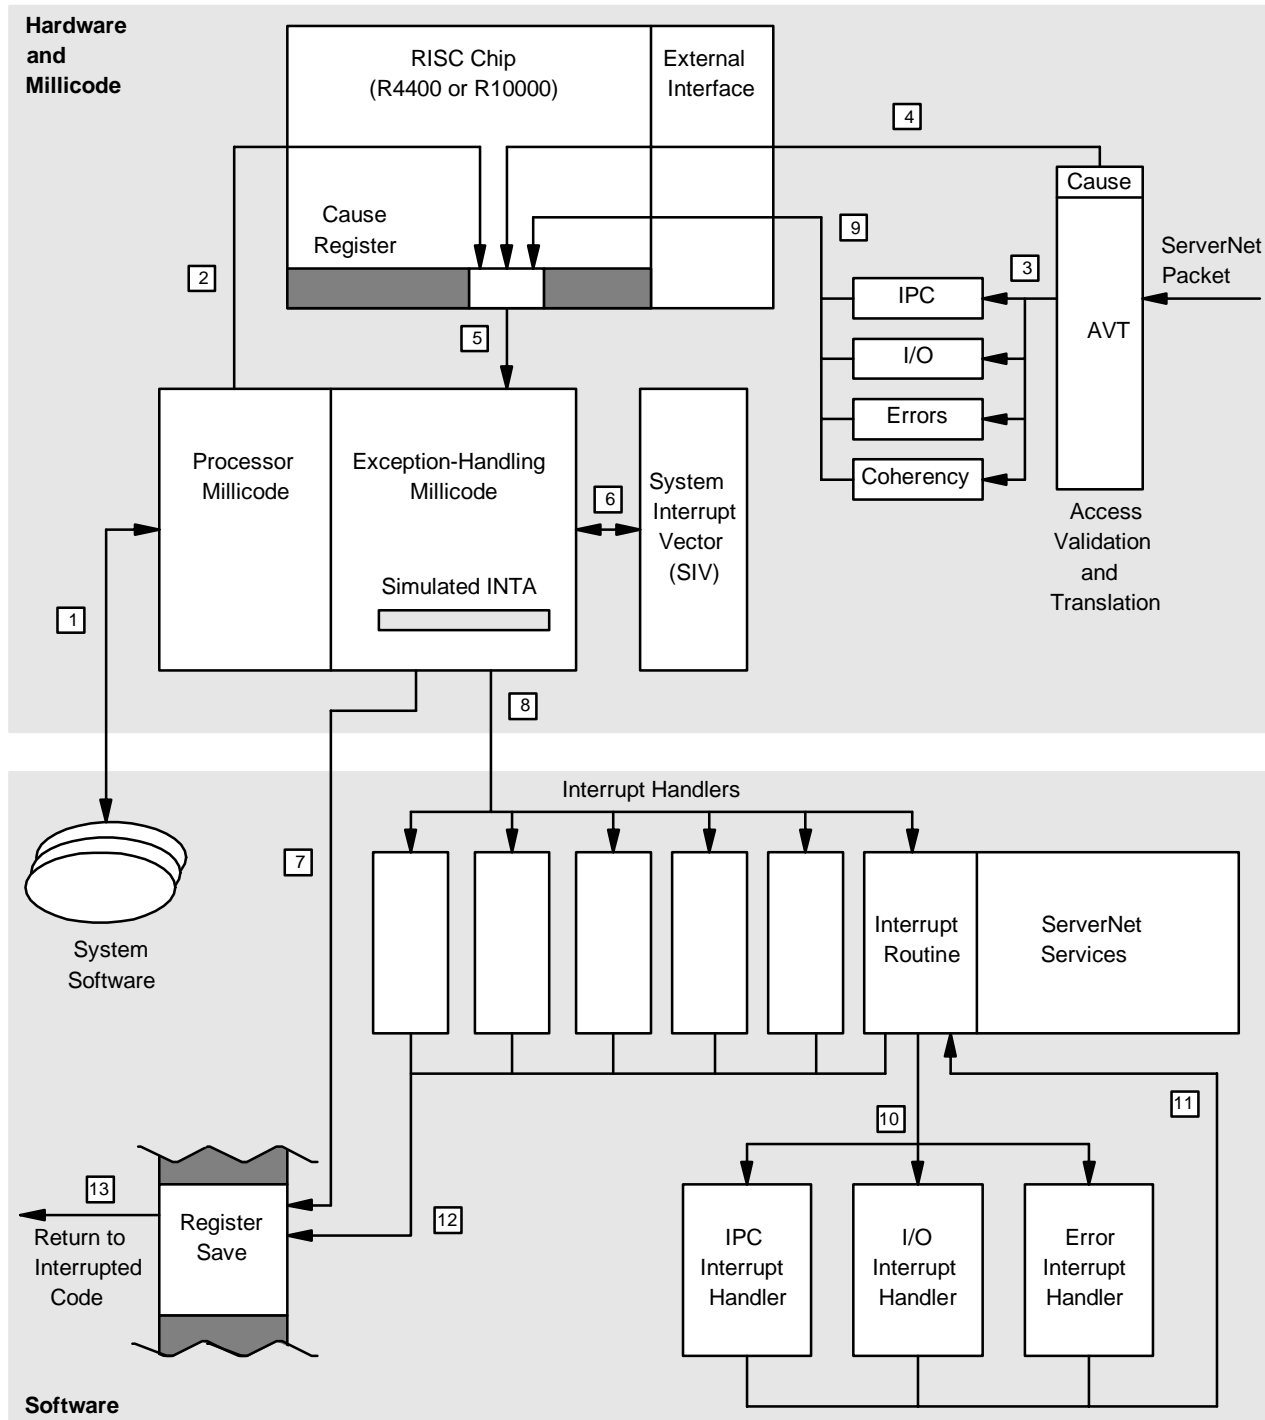 Hardware
and
Millicode
RISC Chip
(R4400 or R10000)
External
Interface
4
Cause
Cause
Register
9
ServerNet
Packet
2
3
IPC
AVT
5
I/O
Errors
Processor
Millicode
Exception-Handling
Millicode
6
System
Interrupt
Vector
(SIV)
Coherency
Access
Validation
and
Translation
Simulated INTA
1
8
Interrupt Handlers
7
Interrupt
Routine
ServerNet
Services
System
Software
10
11
13
Register
Save
12
Return to
Interrupted
Code
IPC
Interrupt
Handler
I/O
Interrupt
Handler
Error
Interrupt
Handler
Software